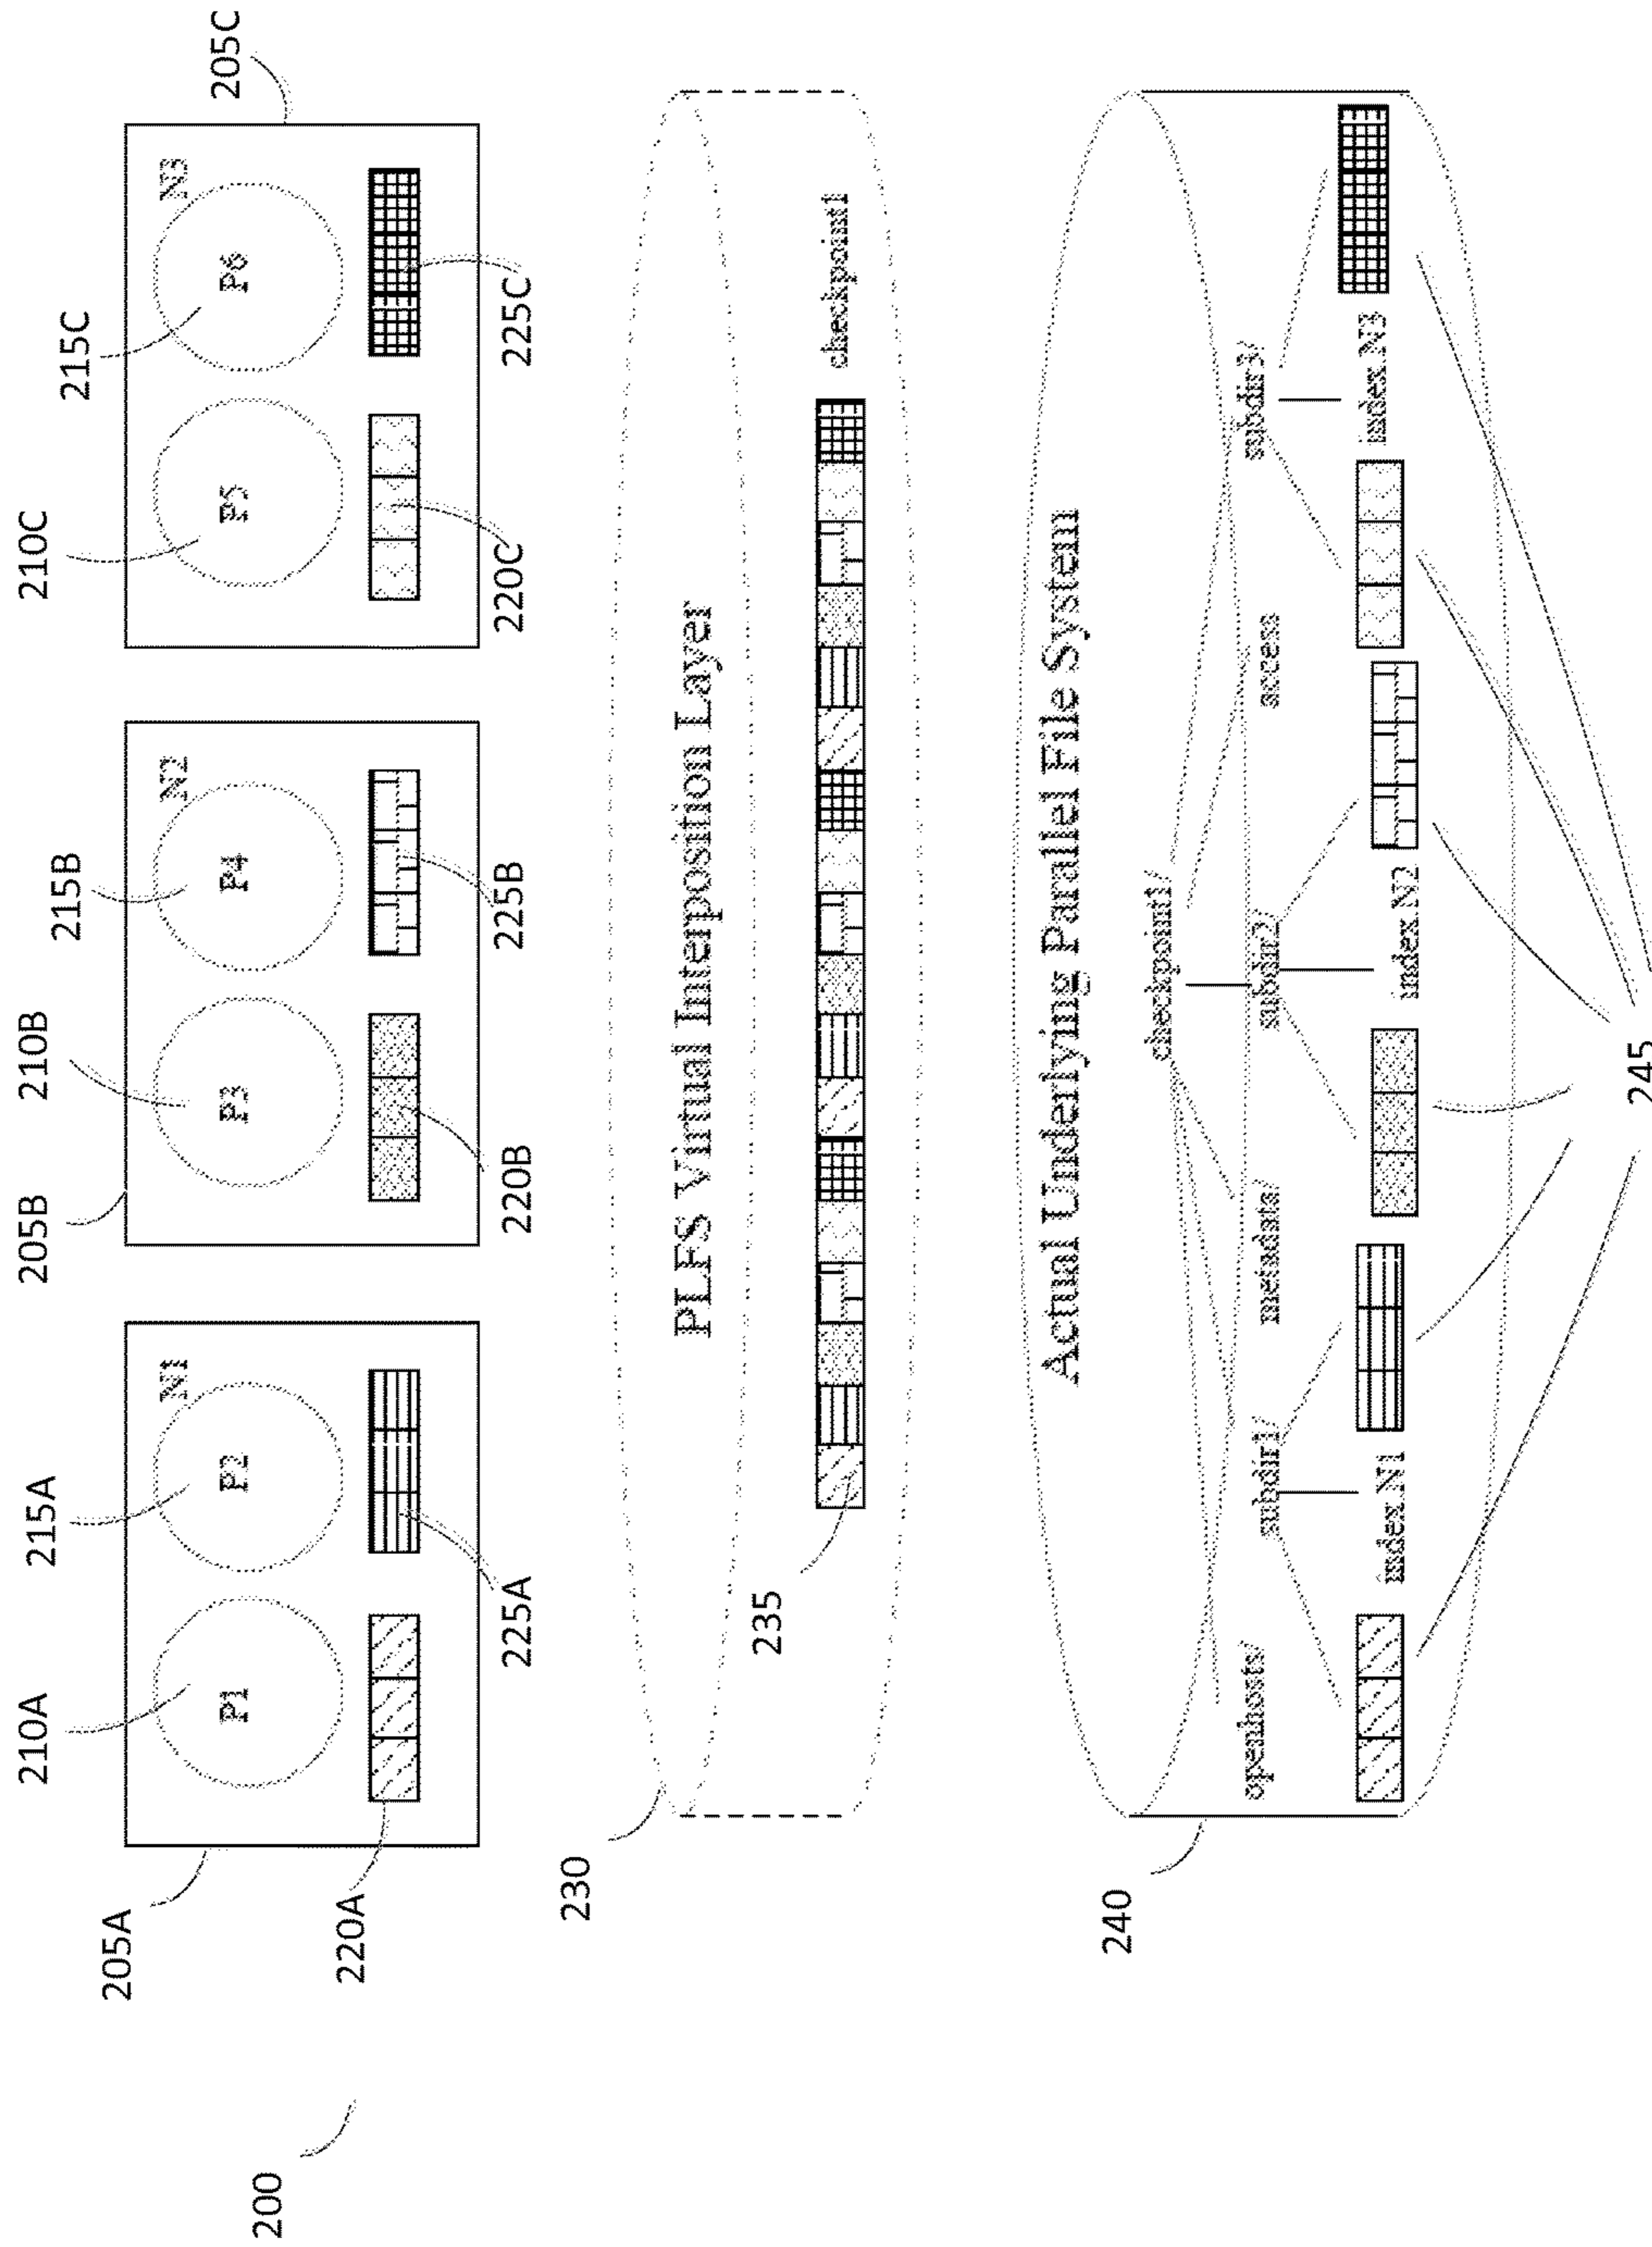 210A 215A 205B 210B 215B 210C 215C
205A
205C
N1 N2 N3
P1 P2 P3 P4 P5 P6
200
220A 225A 220B 225B 220C 225C
230
PLFS Virtual Interposition Layer
235
checkpoint1
Actual Underlying Parallel File System
240
checkpoint1/
openhosts/ subdir1/ metadata/ subdir2/ access subdir3/
index.N1 index.N2 index.N3
245